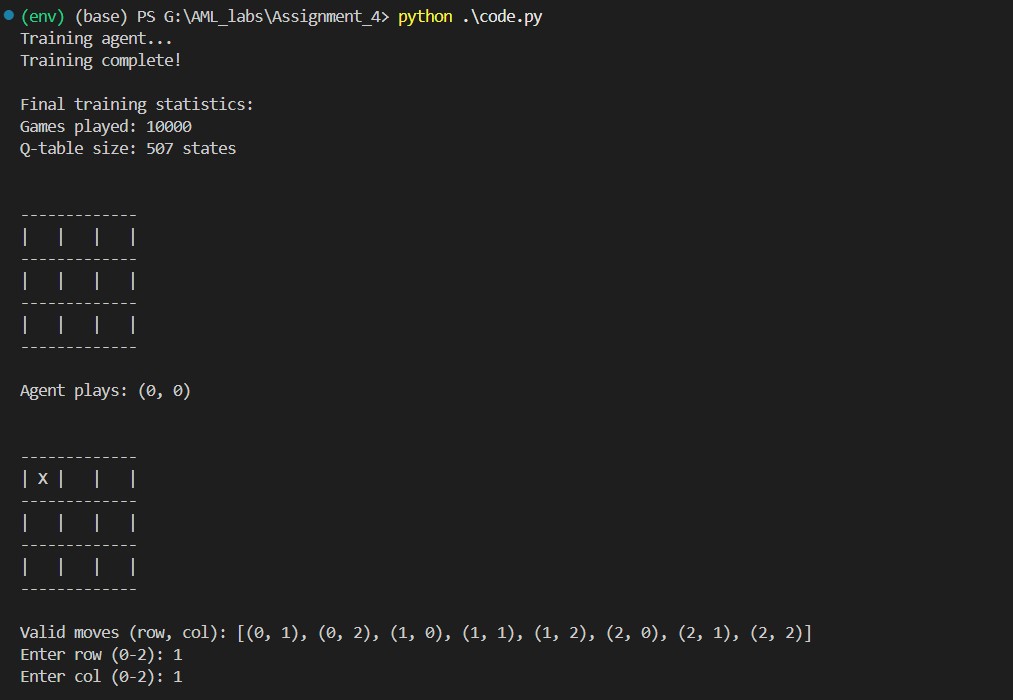 (env) (base) PS G:\AML_labs\Assignment_4> python .\code.py
Training agent...
Training complete!
Final training statistics:
Games played: 10000
Q-table size: 507 states
-------------
|   |   |   |
-------------
|   |   |   |
-------------
|   |   |   |
-------------
Agent plays: (0, 0)
-------------
| X |   |   |
-------------
|   |   |   |
-------------
|   |   |   |
-------------
Valid moves (row, col): [(0, 1), (0, 2), (1, 0), (1, 1), (1, 2), (2, 0), (2, 1), (2, 2)]
Enter row (0-2): 1
Enter col (0-2): 1